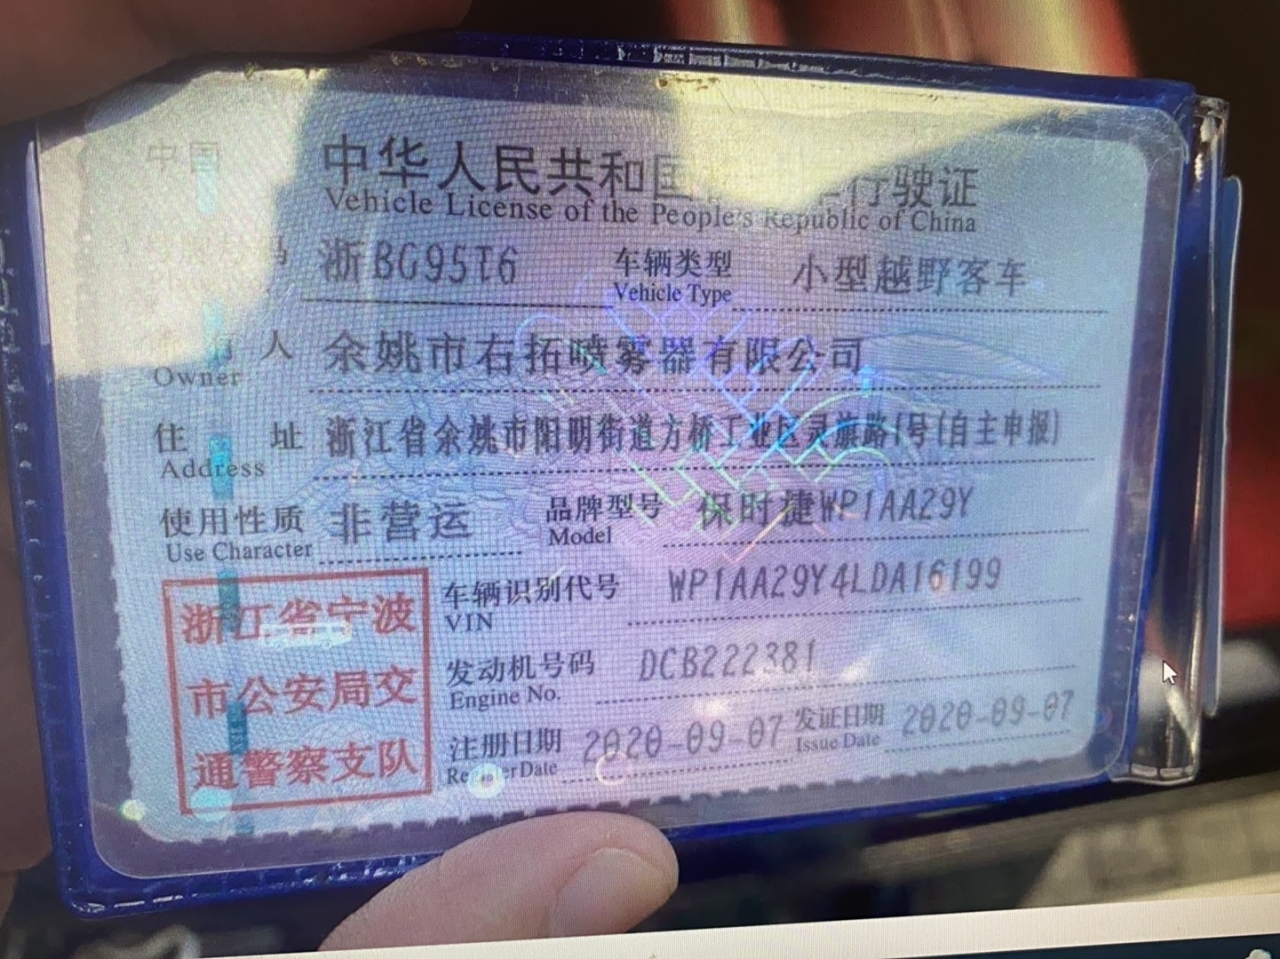 中华人民共和国 行驶证
Vehicle License of the People's Republic of China
号码 浙BG95T6 车辆类型 小型越野客车
Vehicle Type
人 余姚市右拓喷雾器有限公司
Owner
住 址 浙江省余姚市阳明街道方桥工业区灵旗路1号(自主申报)
Address
使用性质 非营运 品牌型号 保时捷WP1AA29Y
Use Character Model
车辆识别代号 WP1AA29Y4LDA16199
VIN
发动机号码 DCB222381
Engine No.
注册日期 2020-09-07 发证日期 2020-09-07
Register Date Issue Date
浙江省宁波
市公安局交
通警察支队